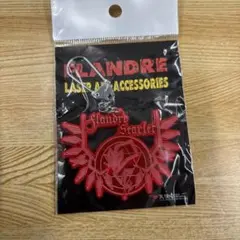 FLANDRE
LASER ART ACCESSORIES
Flandre
Scarlet